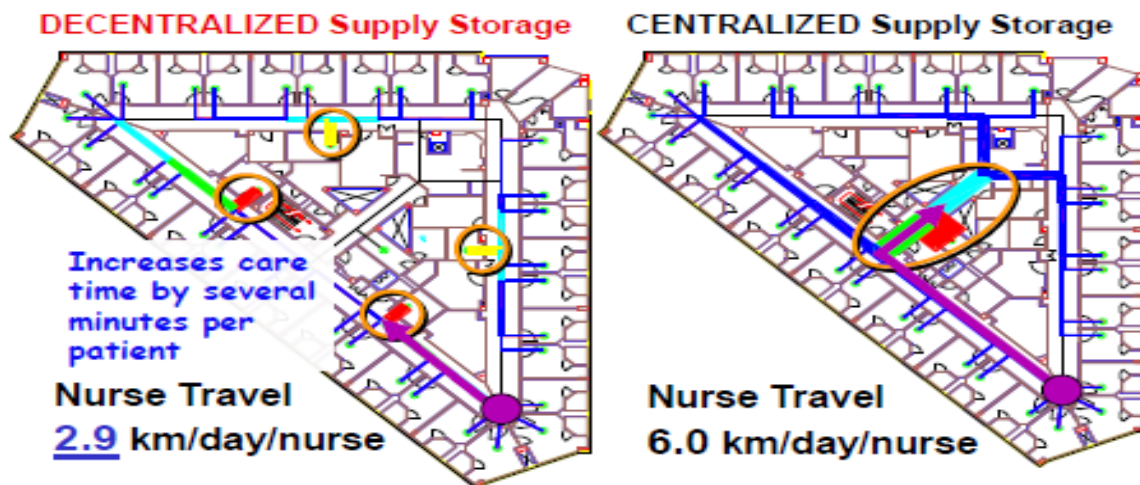 DECENTRALIZED Supply Storage
Increases care
time by several
minutes per
patient
Nurse Travel
2.9 km/day/nurse
CENTRALIZED Supply Storage
Nurse Travel
6.0 km/day/nurse